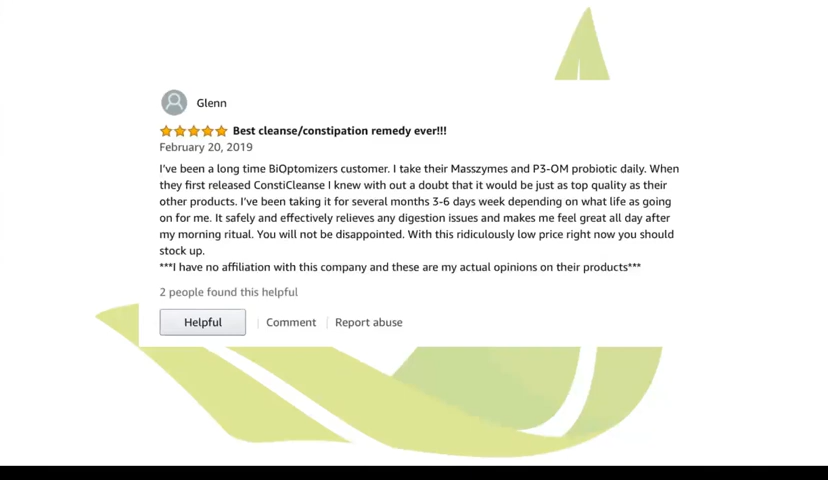 Glenn
Best cleanse/constipation remedy ever!!!
February 20, 2019
I've been a long time BiOptomizers customer. I take their Masszymes and P3-OM probiotic daily. When
they first released ConstiCleanse I knew with out a doubt that it would be just as top quality as their
other products. I've been taking it for several months 3-6 days week depending on what life as going
on for me. It safely and effectively relieves any digestion issues and makes me feel great all day after
my morning ritual. You will not be disappointed. With this ridiculously low price right now you should
stock up.
***I have no affiliation with this company and these are my actual opinions on their products***
2 people found this helpful
Helpful | Comment | Report abuse